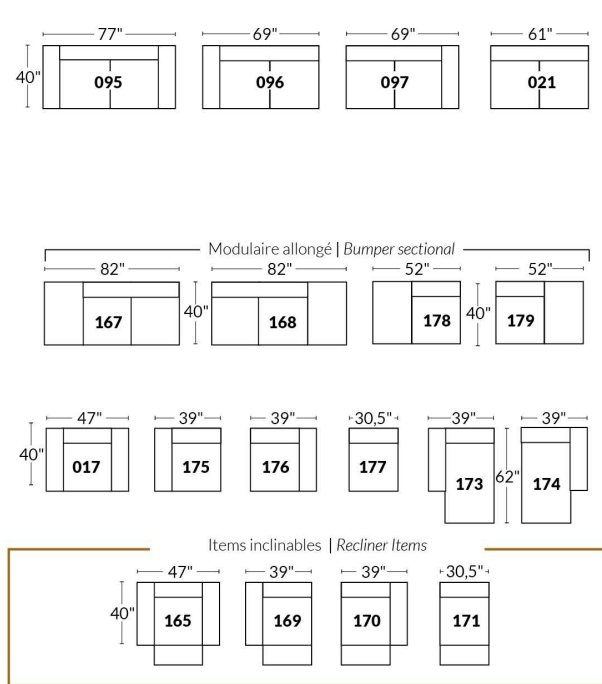 77" 69" 69" 61"
40" 095 096 097 021
Modulaire allongé | Bumper sectional
82" 82" 52" 52"
167 40" 168 178 40" 179
47" 39" 39" 30,5" 39" 39"
40" 017 175 176 177 173 62" 174
Items inclinables | Recliner Items
47" 39" 39" 30,5"
40" 165 169 170 171